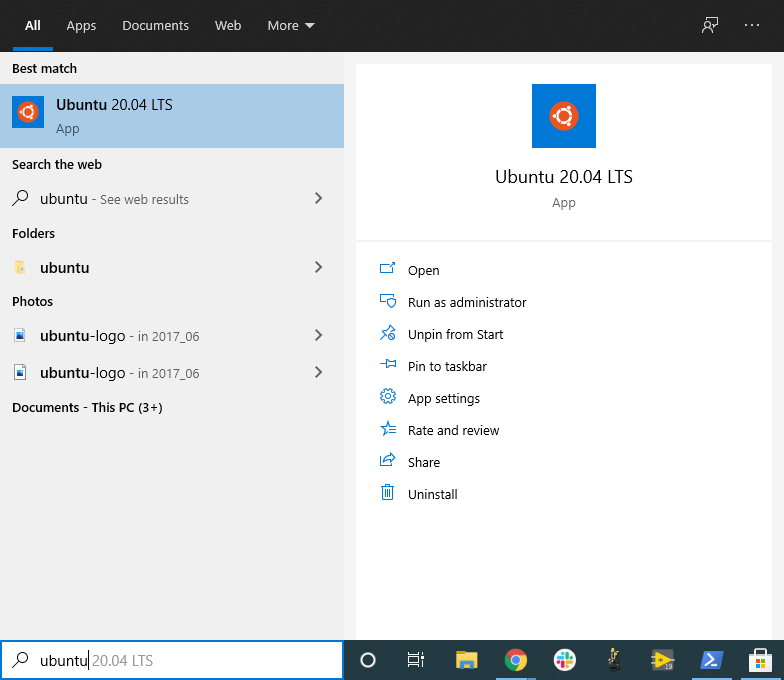 All Apps Documents Web More
Best match
Ubuntu 20.04 LTS
App
Search the web
ubuntu - See web results
Folders
ubuntu
Photos
ubuntu-logo - in 2017_06
ubuntu-logo - in 2017_06
Documents - This PC (3+)
Ubuntu 20.04 LTS
App
Open
Run as administrator
Unpin from Start
Pin to taskbar
App settings
Rate and review
Share
Uninstall
ubuntu 20.04 LTS
19